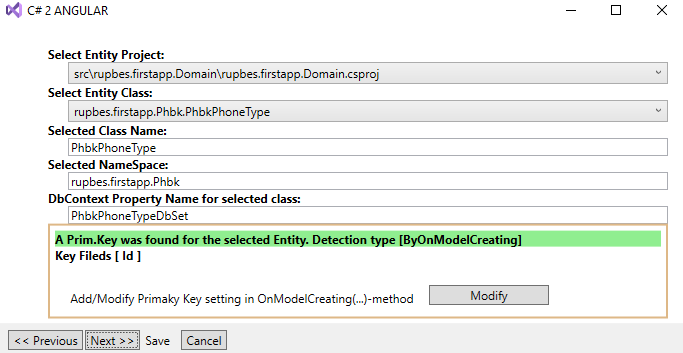 C# 2 ANGULAR
Select Entity Project:
src\rupbes.firstapp.Domain\rupbes.firstapp.Domain.csproj
Select Entity Class:
rupbes.firstapp.Phbk.PhbkPhoneType
Selected Class Name:
PhbkPhoneType
Selected NameSpace:
rupbes.firstapp.Phbk
DbContext Property Name for selected class:
PhbkPhoneTypeDbSet
A Prim.Key was found for the selected Entity. Detection type [ByOnModelCreating]
Key Fileds [ Id ]
Add/Modify Primaky Key setting in OnModelCreating(...)-method Modify
<< Previous Next >> Save Cancel